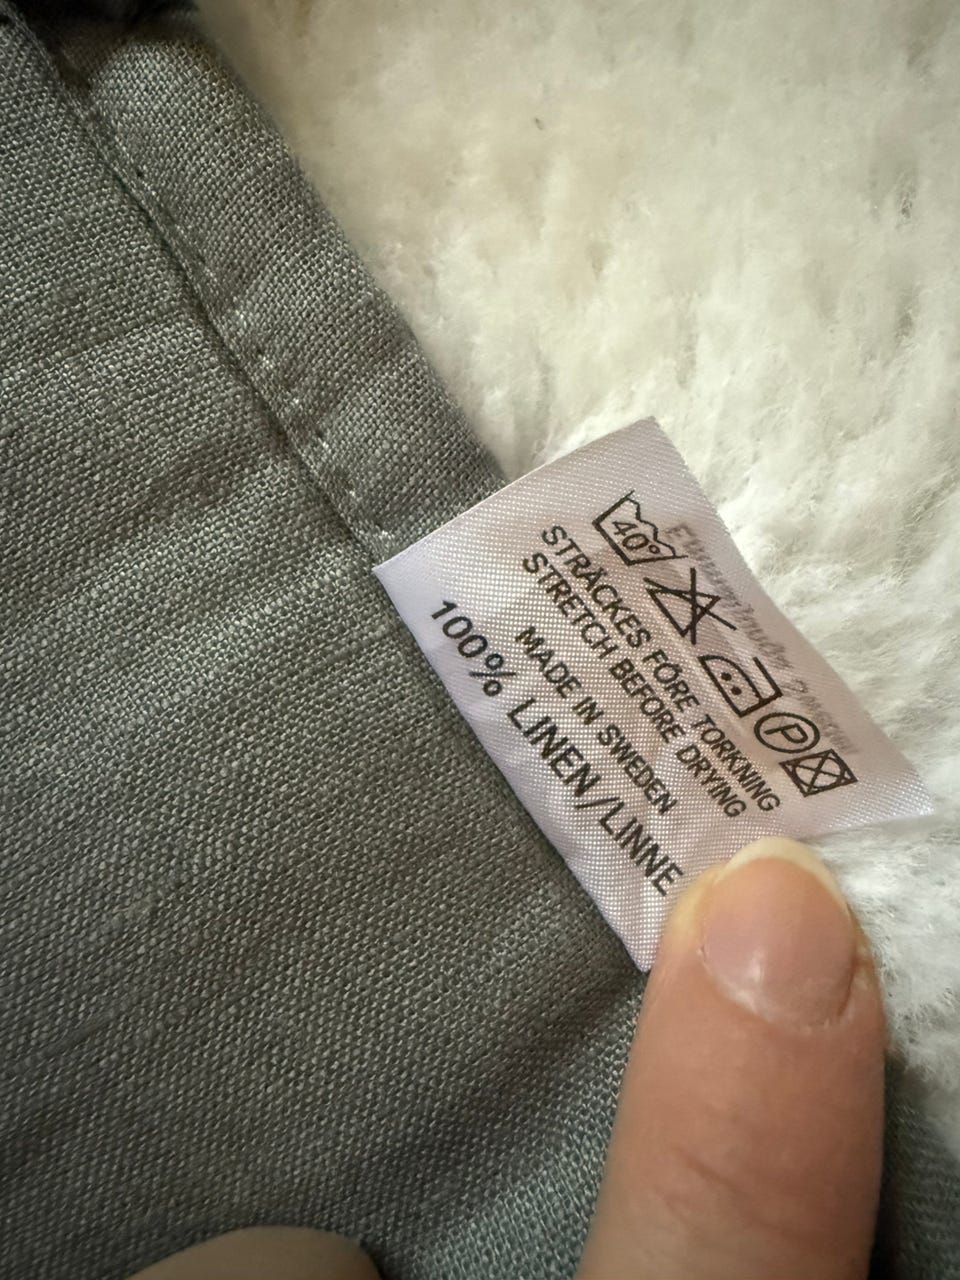 40°
P
STRÄCKES FÖRE TORKNING
STRETCH BEFORE DRYING
MADE IN SWEDEN
100% LINEN/LINNE